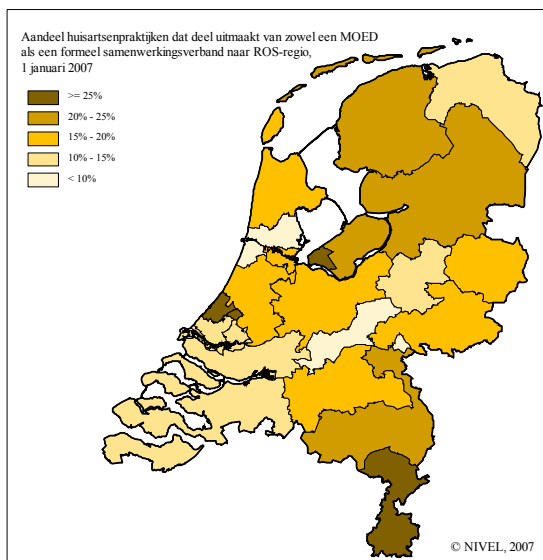 Aandeel huisartsenpraktijken dat deel uitmaakt van zowel een MOED
als een formeel samenwerkingsverband naar ROS-regio,
1 januari 2007
>= 25%
20% - 25%
15% - 20%
10% - 15%
< 10%
© NIVEL, 2007